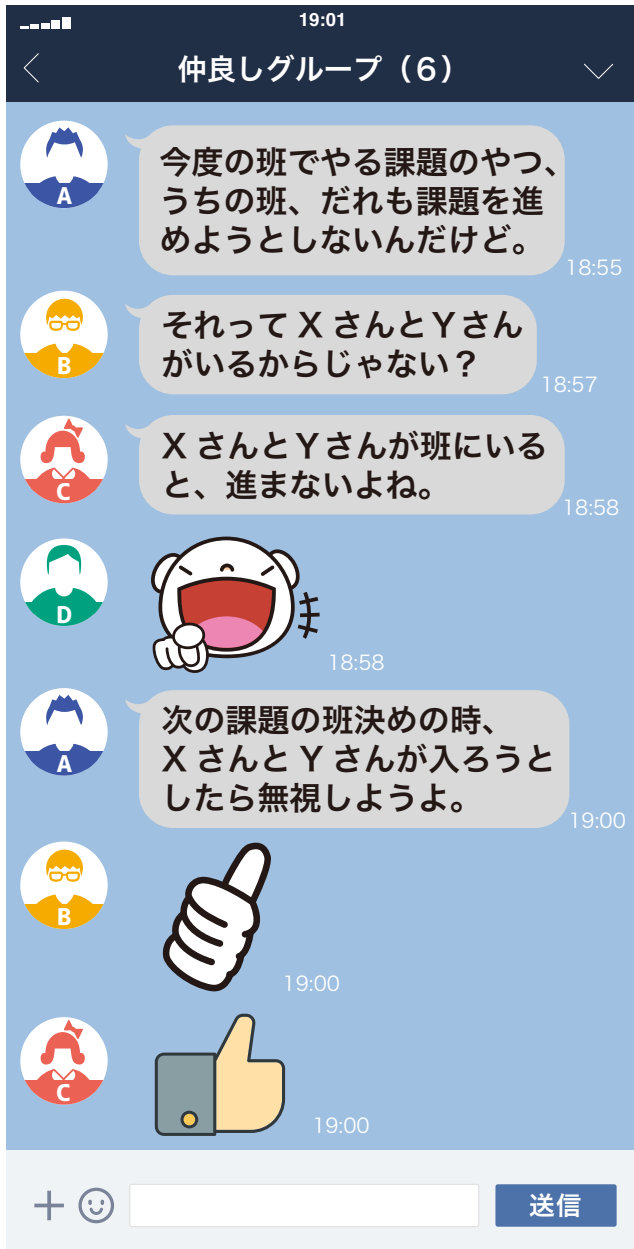 19:01
仲良しグループ（６）
A
今度の班でやる課題のやつ、
うちの班、だれも課題を進
めようとしないんだけど。
18:55
B
それって X さんとＹさん
がいるからじゃない？
18:57
C
X さんとＹさんが班にいる
と、進まないよね。
18:58
D
18:58
A
次の課題の班決めの時、
X さんと Y さんが入ろうと
したら無視しようよ。
19:00
B
19:00
C
19:00
送信